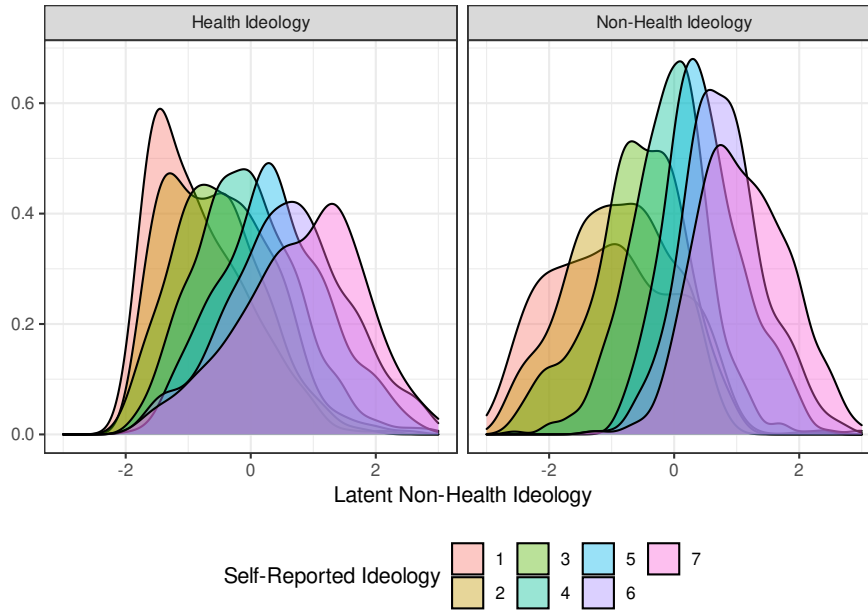 Health Ideology
Non-Health Ideology
0.6
0.4
0.2
0.0
-2 0 2
-2 0 2
Latent Non-Health Ideology
Self-Reported Ideology
1 3 5 7
2 4 6